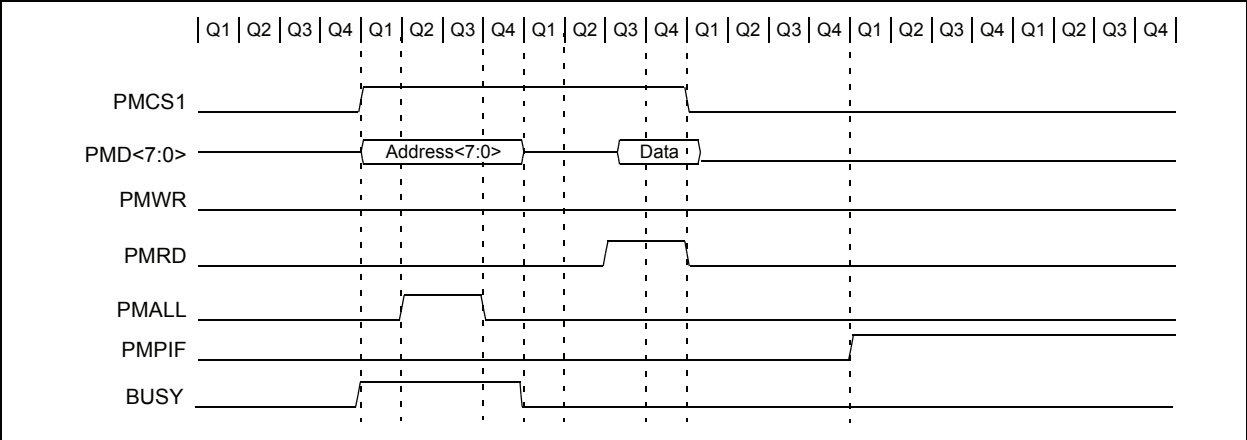 Q1 Q2 Q3 Q4 Q1 Q2 Q3 Q4 Q1 Q2 Q3 Q4 Q1 Q2 Q3 Q4 Q1 Q2 Q3 Q4 Q1 Q2 Q3 Q4
PMCS1
PMD<7:0> Address<7:0> Data
PMWR
PMRD
PMALL
PMPIF
BUSY